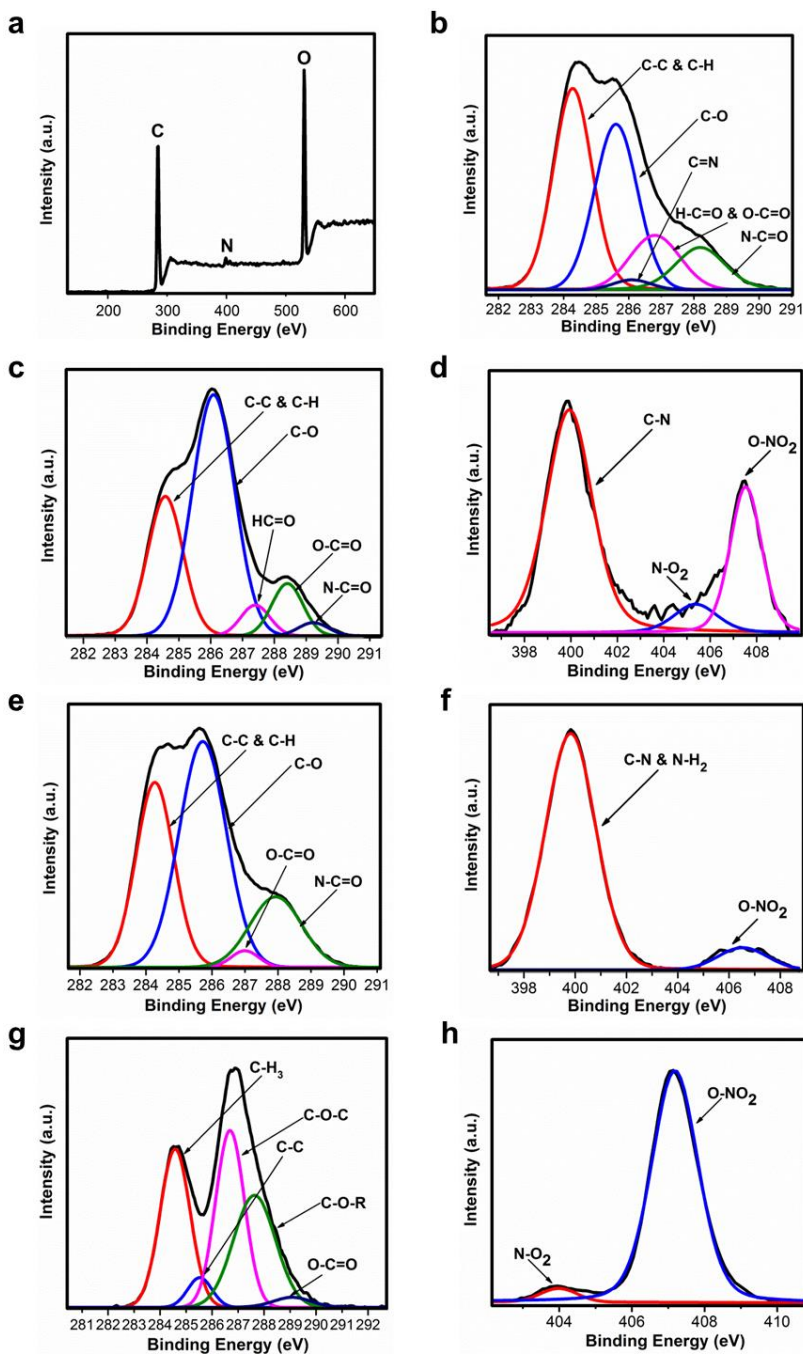 a
C
N
O
Intensity (a.u.)
200 300 400 500 600
Binding Energy (eV)
b
C-C & C-H
C-O
C=N
H-C=O & O-C=O
N-C=O
Intensity (a.u.)
282 283 284 285 286 287 288 289 290 291
Binding Energy (eV)
c
C-C & C-H
C-O
HC=O
O-C=O
N-C=O
Intensity (a.u.)
282 283 284 285 286 287 288 289 290 291
Binding Energy (eV)
d
C-N
O-NO2
N-O2
Intensity (a.u.)
398 400 402 404 406 408
Binding Energy (eV)
e
C-C & C-H
C-O
O-C=O
N-C=O
Intensity (a.u.)
282 283 284 285 286 287 288 289 290 291
Binding Energy (eV)
f
C-N & N-H2
O-NO2
Intensity (a.u.)
398 400 402 404 406 408
Binding Energy (eV)
g
C-H3
C-O-C
C-C
C-O-R
O-C=O
Intensity (a.u.)
281 282 283 284 285 286 287 288 289 290 291 292
Binding Energy (eV)
h
O-NO2
N-O2
Intensity (a.u.)
404 406 408 410
Binding Energy (eV)